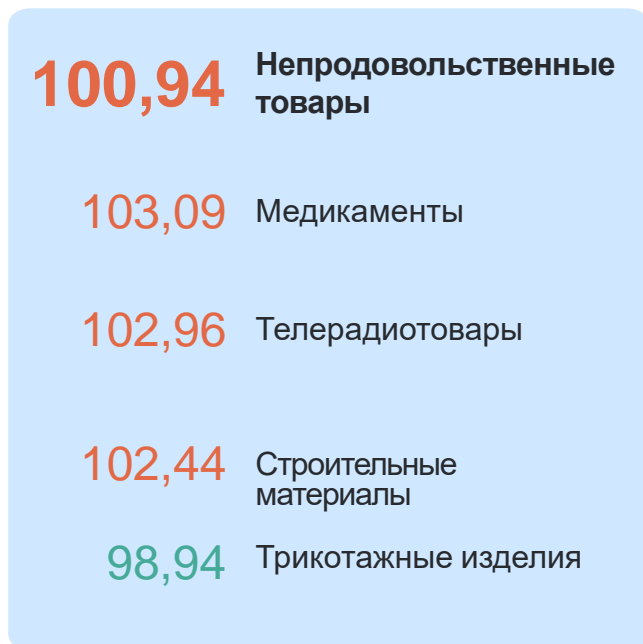 100,94 Непродовольственные
товары
103,09 Медикаменты
102,96 Телерадиотовары
102,44 Строительные
материалы
98,94 Трикотажные изделия